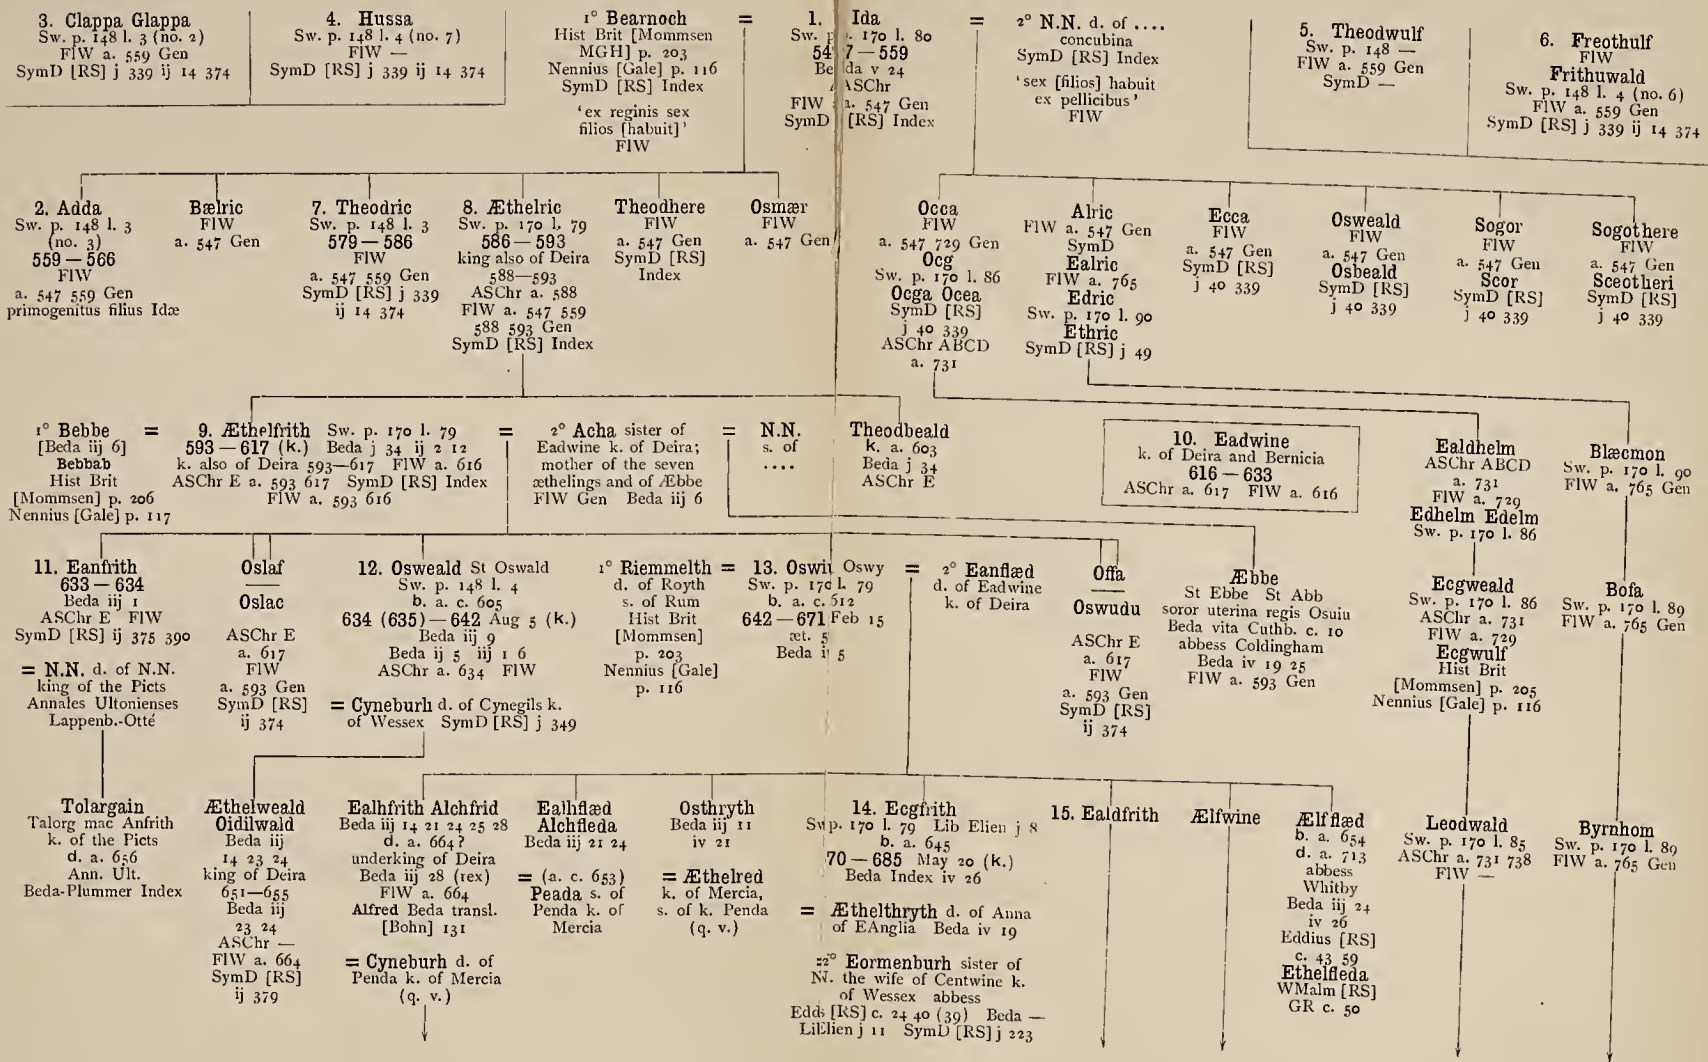 3. Clappa Glappa
Sw. p. 148 l. 3 (no. 2)
FlW a. 559 Gen
SymD [RS] j 339 ij 14 374
4. Hussa
Sw. p. 148 l. 4 (no. 7)
FlW —
SymD [RS] j 339 ij 14 374
1° Bearnoch =
Hist Brit [Mommsen
MGH] p. 203
Nennius [Gale] p. 116
SymD [RS] Index
'ex reginis sex
filios [habuit]'
FlW
1. Ida =
Sw. p. 170 l. 80
547—559
Beda v 24
ASChr
FlW a. 547 Gen
SymD [RS] Index
2° N.N. d. of ....
concubina
SymD [RS] Index
'sex [filios] habuit
ex pellicibus'
FlW
5. Theodwulf
Sw. p. 148 —
FlW a. 559 Gen
SymD —
6. Freothulf
FlW
Frithuwald
Sw. p. 148 l. 4 (no. 6)
FlW a. 559 Gen
SymD [RS] j 339 ij 14 374
2. Adda
Sw. p. 148 l. 3
(no. 3)
559—566
FlW
a. 547 559 Gen
primogenitus filius Idæ
Bælric
FlW
a. 547 Gen
7. Theodric
Sw. p. 148 l. 3
579—586
FlW
a. 547 559 Gen
SymD [RS] j 339
ij 14 374
8. Æthelric
Sw. p. 170 l. 79
586—593
king also of Deira
588—593
ASChr a. 588
FlW a. 547 559
588 593 Gen
SymD [RS] Index
Theodhere
FlW
a. 547 Gen
SymD [RS]
Index
Osmær
FlW
a. 547 Gen
Occa
FlW
a. 547 729 Gen
Ocg
Sw. p. 170 l. 86
Ocga Ocea
SymD [RS]
j 40 339
ASChr ABCD
a. 731
Alric
FlW a. 547 Gen
SymD
Ealric
FlW a. 765
Edric
Sw. p. 170 l. 90
Ethric
SymD [RS] j 49
Ecca
FlW
a. 547 Gen
SymD [RS]
j 40 339
Osweald
FlW
a. 547 Gen
Osbeald
SymD [RS]
j 40 339
Sogor
FlW
a. 547 Gen
Scor
SymD [RS]
j 40 339
Sogothere
FlW
a. 547 Gen
Sceotheri
SymD [RS]
j 40 339
1° Bebbe =
[Beda iij 6]
Bebbab
Hist Brit
[Mommsen] p. 206
Nennius [Gale] p. 117
9. Æthelfrith Sw. p. 170 l. 79 =
593—617 (k.) Beda j 34 ij 2 12
k. also of Deira 593—617 FlW a. 616
ASChr E a. 593 617 SymD [RS] Index
FlW a. 593 616
2° Acha sister of =
Eadwine k. of Deira;
mother of the seven
æthelings and of Æbbe
FlW Gen Beda iij 6
N.N.
s. of
....
Theodbeald
k. a. 603
Beda j 34
ASChr E
10. Eadwine
k. of Deira and Bernicia
616—633
ASChr a. 617 FlW a. 616
Ealdhelm
ASChr ABCD
a. 731
FlW a. 729
Edhelm Edelm
Sw. p. 170 l. 86
Blæcmon
Sw. p. 170 l. 90
FlW a. 765 Gen
11. Eanfrith
633—634
Beda iij 1
ASChr E FlW
SymD [RS] ij 375 390
= N.N. d. of N.N.
king of the Picts
Annales Ultonienses
Lappenb.-Otté
Oslaf
Oslac
ASChr E
a. 617
FlW
a. 593 Gen
SymD [RS]
ij 374
12. Osweald St Oswald
Sw. p. 148 l. 4
b. a. c. 605
634 (635)—642 Aug 5 (k.)
Beda iij 9
Beda ij 5 iij 1 6
ASChr a. 634 FlW
= Cyneburh d. of Cynegils k.
of Wessex SymD [RS] j 349
1° Riemmelth =
d. of Royth
s. of Rum
Hist Brit
[Mommsen]
p. 203
Nennius [Gale]
p. 116
13. Oswiu Oswy =
Sw. p. 170 l. 79
b. a. c. 612
642—671 Feb 15
æt. 5
Beda ij 5
2° Eanflæd
d. of Eadwine
k. of Deira
Offa
Oswudu
ASChr E
a. 617
FlW
a. 593 Gen
SymD [RS]
ij 374
Æbbe
St Ebbe St Abb
soror uterina regis Osuiu
Beda vita Cuthb. c. 10
abbess Coldingham
Beda iv 19 25
FlW a. 593 Gen
Ecgweald
Sw. p. 170 l. 86
ASChr a. 731
FlW a. 729
Ecgwulf
Hist Brit
[Mommsen] p. 205
Nennius [Gale] p. 116
Bofa
Sw. p. 170 l. 89
FlW a. 765 Gen
Tolargain
Talorg mac Anfrith
k. of the Picts
d. a. 656
Ann. Ult.
Beda-Plummer Index
Æthelweald
Oidilwald
Beda iij
14 23 24
king of Deira
651—655
Beda iij
23 24
ASChr —
FlW a. 664
SymD [RS]
ij 379
Ealhfrith Alchfrid
Beda iij 14 21 24 25 28
d. a. 664?
underking of Deira
Beda iij 28 (rex)
FlW a. 664
Alfred Beda transl.
[Bohn] 131
= Cyneburh d. of
Penda k. of Mercia
(q. v.)
Ealhflæd
Alchfleda
Beda iij 21 24
= (a. c. 653)
Peada s. of
Penda k. of
Mercia
Osthryth
Beda iij 11
iv 21
= Æthelred
k. of Mercia,
s. of k. Penda
(q. v.)
14. Ecgfrith
Sw p. 170 l. 79 Lib Elien j 8
b. a. 645
70—685 May 20 (k.)
Beda Index iv 26
= Æthelthryth d. of Anna
of EAnglia Beda iv 19
=2° Eormenburh sister of
NN. the wife of Centwine k.
of Wessex abbess
Edds [RS] c. 24 40 (39) Beda —
LibElien j 11 SymD [RS] j 223
15. Ealdfrith
Ælfwine
Ælfflæd
b. a. 654
d. a. 713
abbess
Whitby
Beda iij 24
iv 26
Eddius [RS]
c. 43 59
Ethelfleda
WMalm [RS]
GR c. 50
Leodwald
Sw. p. 170 l. 85
ASChr a. 731 738
FlW —
Byrnhom
Sw. p. 170 l. 89
FlW a. 765 Gen